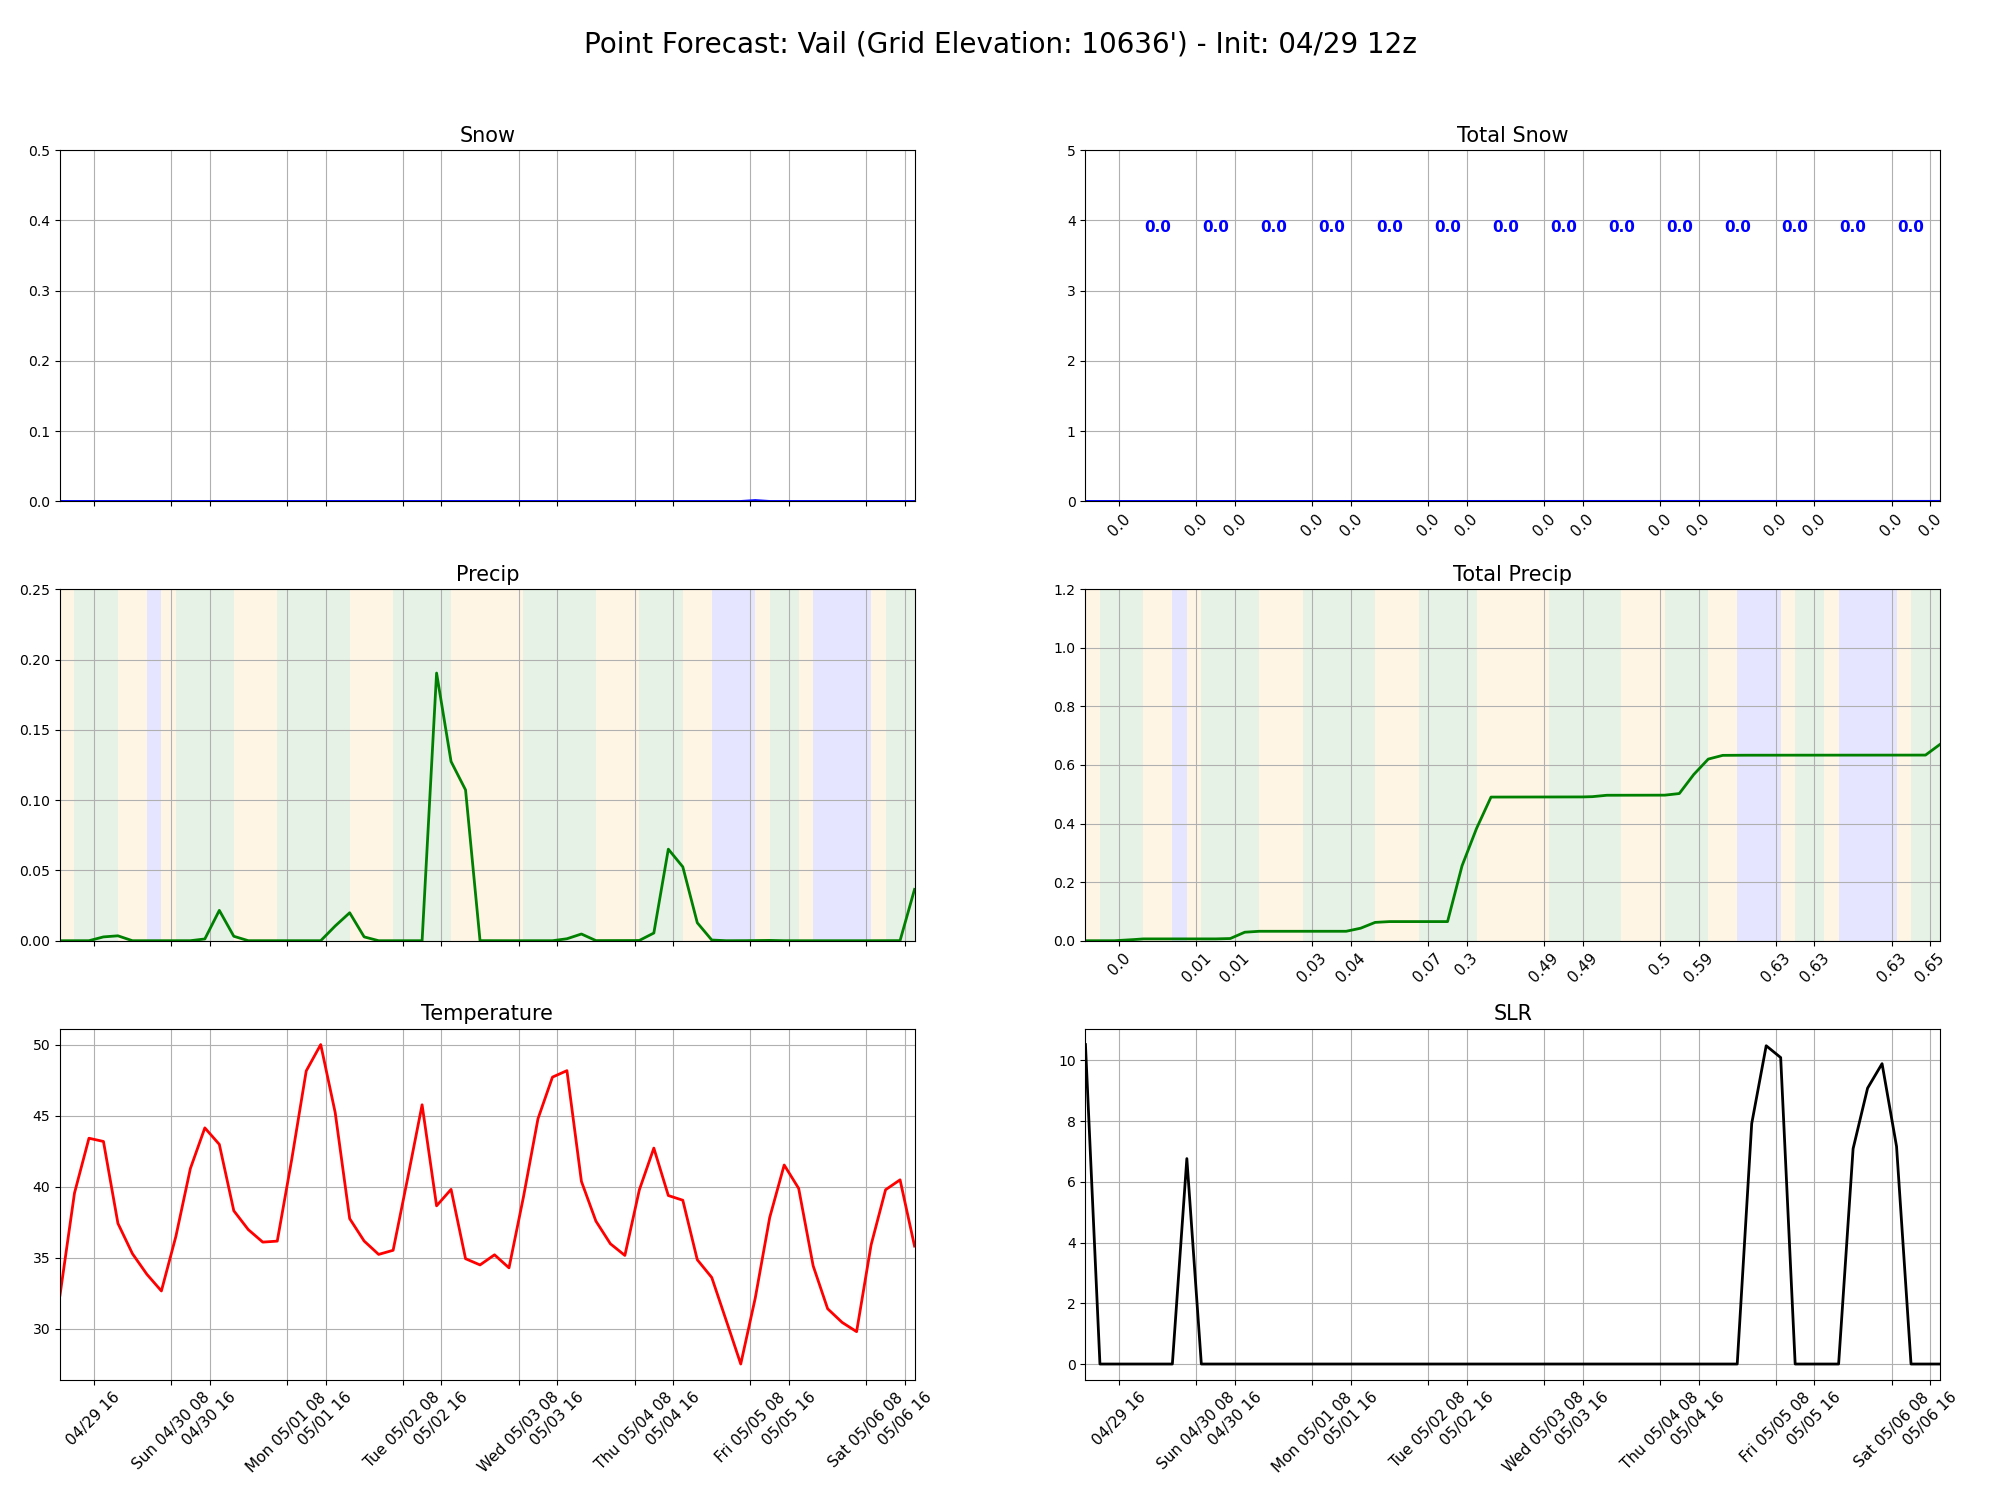 Point Forecast: Vail (Grid Elevation: 10636') - Init: 04/29 12z
Snow
0.5
0.4
0.3
0.2
0.1
0.0
Total Snow
5
4
3
2
1
0
0.0 0.0 0.0 0.0 0.0 0.0 0.0 0.0 0.0 0.0 0.0 0.0 0.0 0.0
0.0 0.0 0.0 0.0 0.0 0.0 0.0 0.0 0.0 0.0 0.0 0.0 0.0 0.0 0.0
Precip
0.25
0.20
0.15
0.10
0.05
0.00
Total Precip
1.2
1.0
0.8
0.6
0.4
0.2
0.0
0.0 0.01 0.01 0.03 0.04 0.07 0.3 0.49 0.49 0.5 0.59 0.63 0.63 0.63 0.65
Temperature
50
45
40
35
30
04/29 16
Sun 04/30 08
04/30 16
Mon 05/01 08
05/01 16
Tue 05/02 08
05/02 16
Wed 05/03 08
05/03 16
Thu 05/04 08
05/04 16
Fri 05/05 08
05/05 16
Sat 05/06 08
05/06 16
SLR
10
8
6
4
2
0
04/29 16
Sun 04/30 08
04/30 16
Mon 05/01 08
05/01 16
Tue 05/02 08
05/02 16
Wed 05/03 08
05/03 16
Thu 05/04 08
05/04 16
Fri 05/05 08
05/05 16
Sat 05/06 08
05/06 16